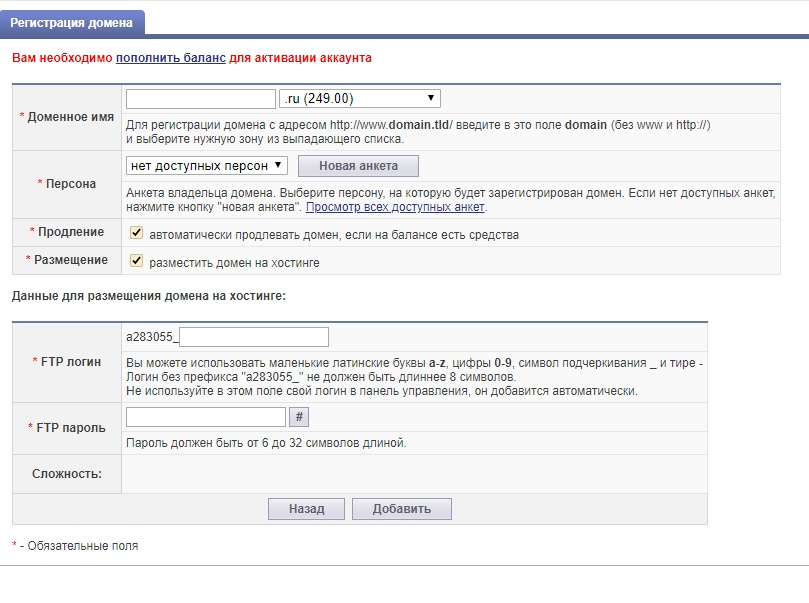 Регистрация домена
Вам необходимо пополнить баланс для активации аккаунта
* Доменное имя
.ru (249.00)
Для регистрации домена с адресом http://www.domain.tld/ введите в это поле domain (без www и http://)
и выберите нужную зону из выпадающего списка.
* Персона
нет доступных персон
Новая анкета
Анкета владельца домена. Выберите персону, на которую будет зарегистрирован домен. Если нет доступных анкет,
нажмите кнопку "новая анкета". Просмотр всех доступных анкет.
* Продление
автоматически продлевать домен, если на балансе есть средства
* Размещение
разместить домен на хостинге
Данные для размещения домена на хостинге:
* FTP логин
a283055_
Вы можете использовать маленькие латинские буквы a-z, цифры 0-9, символ подчеркивания _ и тире -
Логин без префикса "a283055_" не должен быть длиннее 8 символов.
Не используйте в этом поле свой логин в панель управления, он добавится автоматически.
* FTP пароль
#
Пароль должен быть от 6 до 32 символов длиной.
Сложность:
Назад
Добавить
* - Обязательные поля